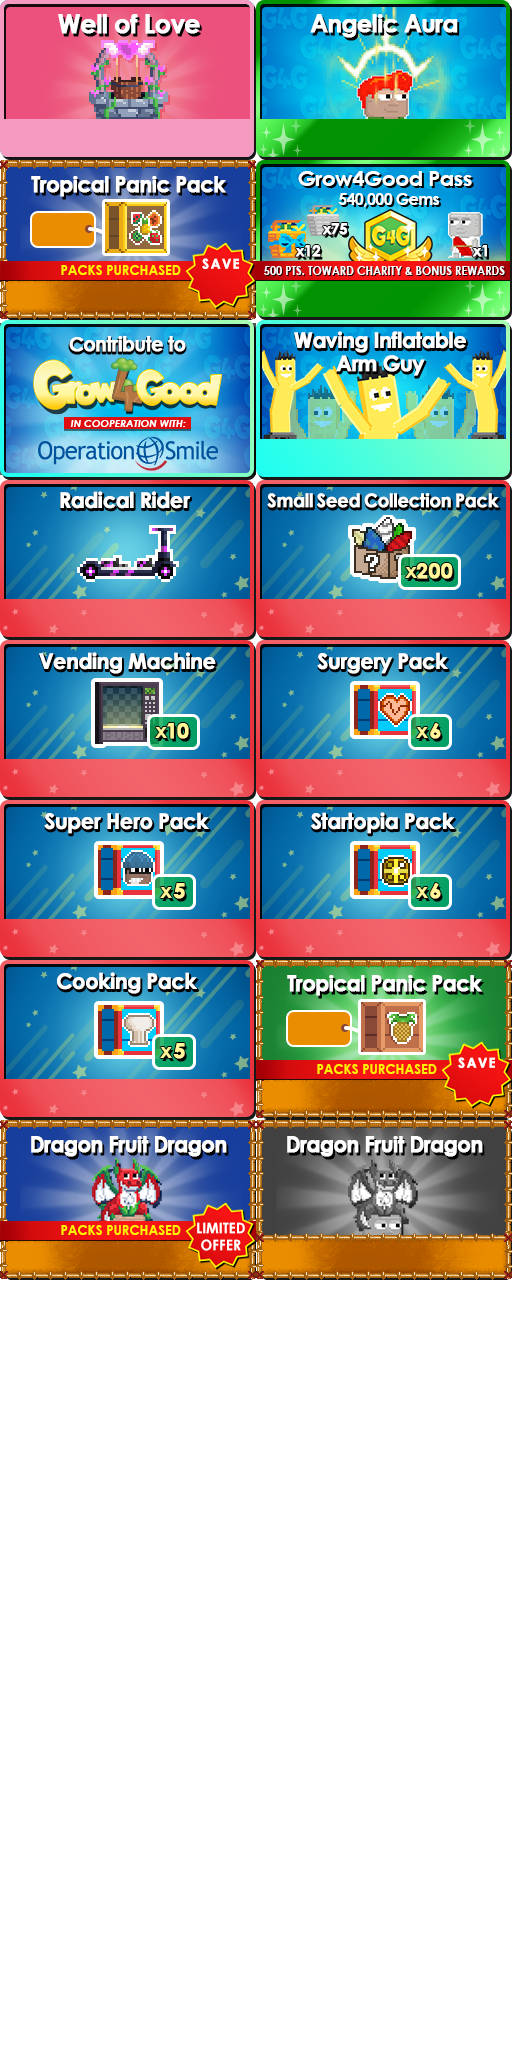 Well of Love
Angelic Aura
Tropical Panic Pack
PACKS PURCHASED
SAVE
Grow4Good Pass
540,000 Gems
x75
x12
G4G
x1
500 PTS. TOWARD CHARITY & BONUS REWARDS
Contribute to
Grow4Good
IN COOPERATION WITH:
Operation Smile
Waving Inflatable
Arm Guy
Radical Rider
Small Seed Collection Pack
?
x200
Vending Machine
x10
Surgery Pack
x6
Super Hero Pack
x5
Startopia Pack
x6
Cooking Pack
x5
Tropical Panic Pack
PACKS PURCHASED
SAVE
Dragon Fruit Dragon
PACKS PURCHASED
LIMITED
OFFER
Dragon Fruit Dragon